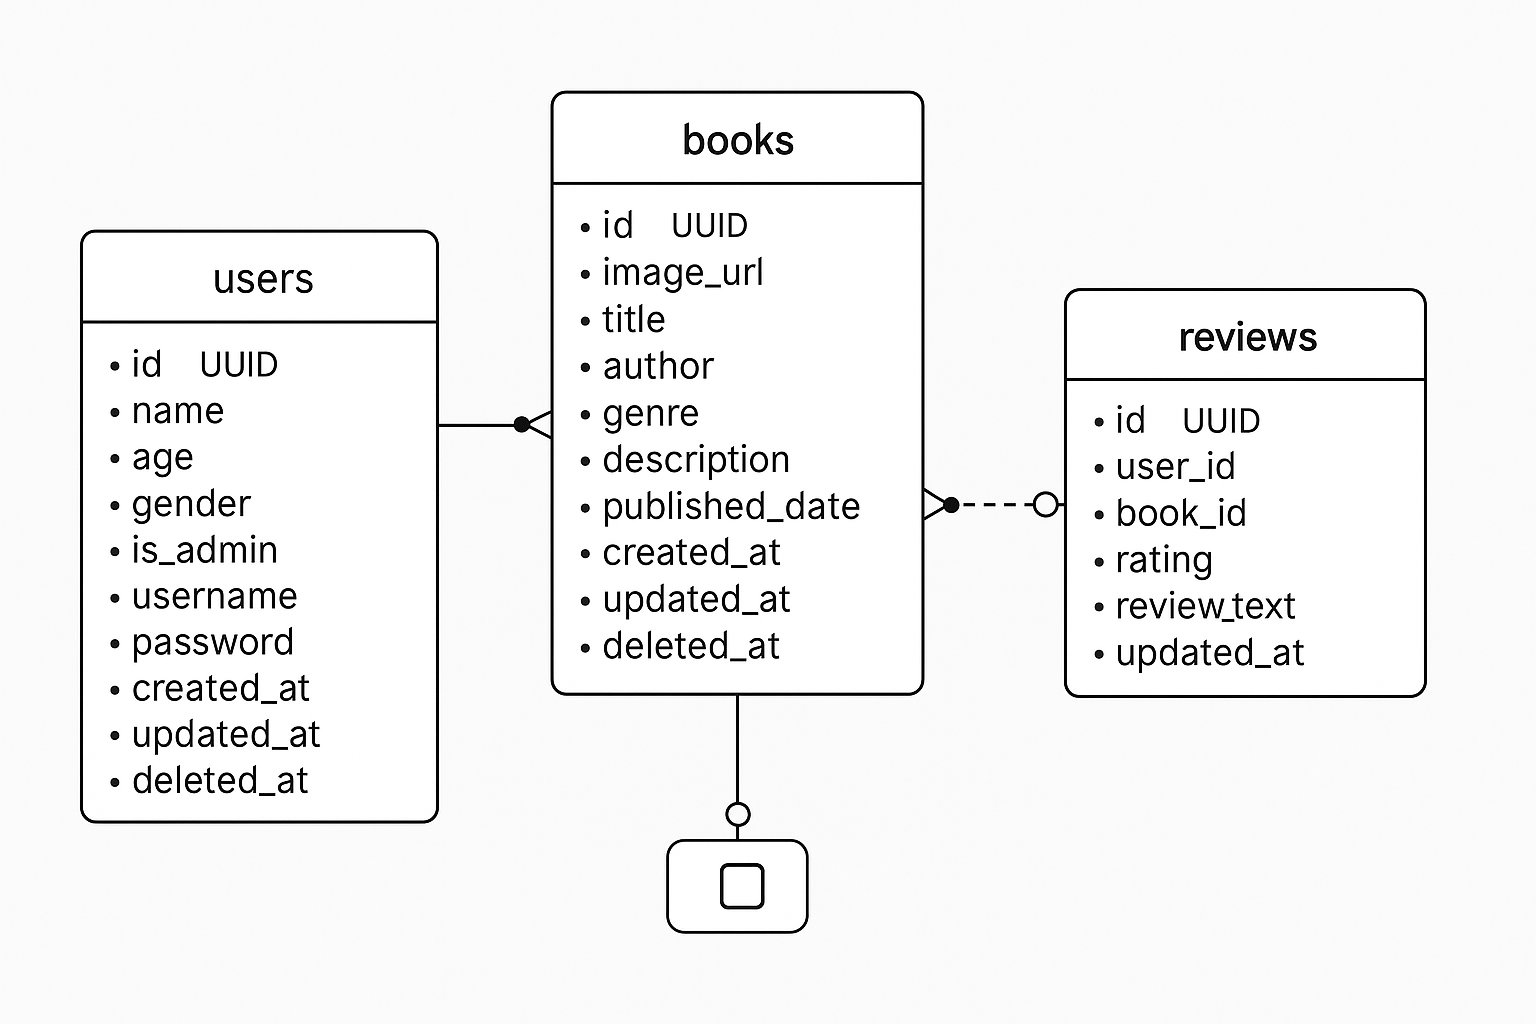 users
• id UUID
• name
• age
• gender
• is_admin
• username
• password
• created_at
• updated_at
• deleted_at
books
• id UUID
• image_url
• title
• author
• genre
• description
• published_date
• created_at
• updated_at
• deleted_at
reviews
• id UUID
• user_id
• book_id
• rating
• review_text
• updated_at